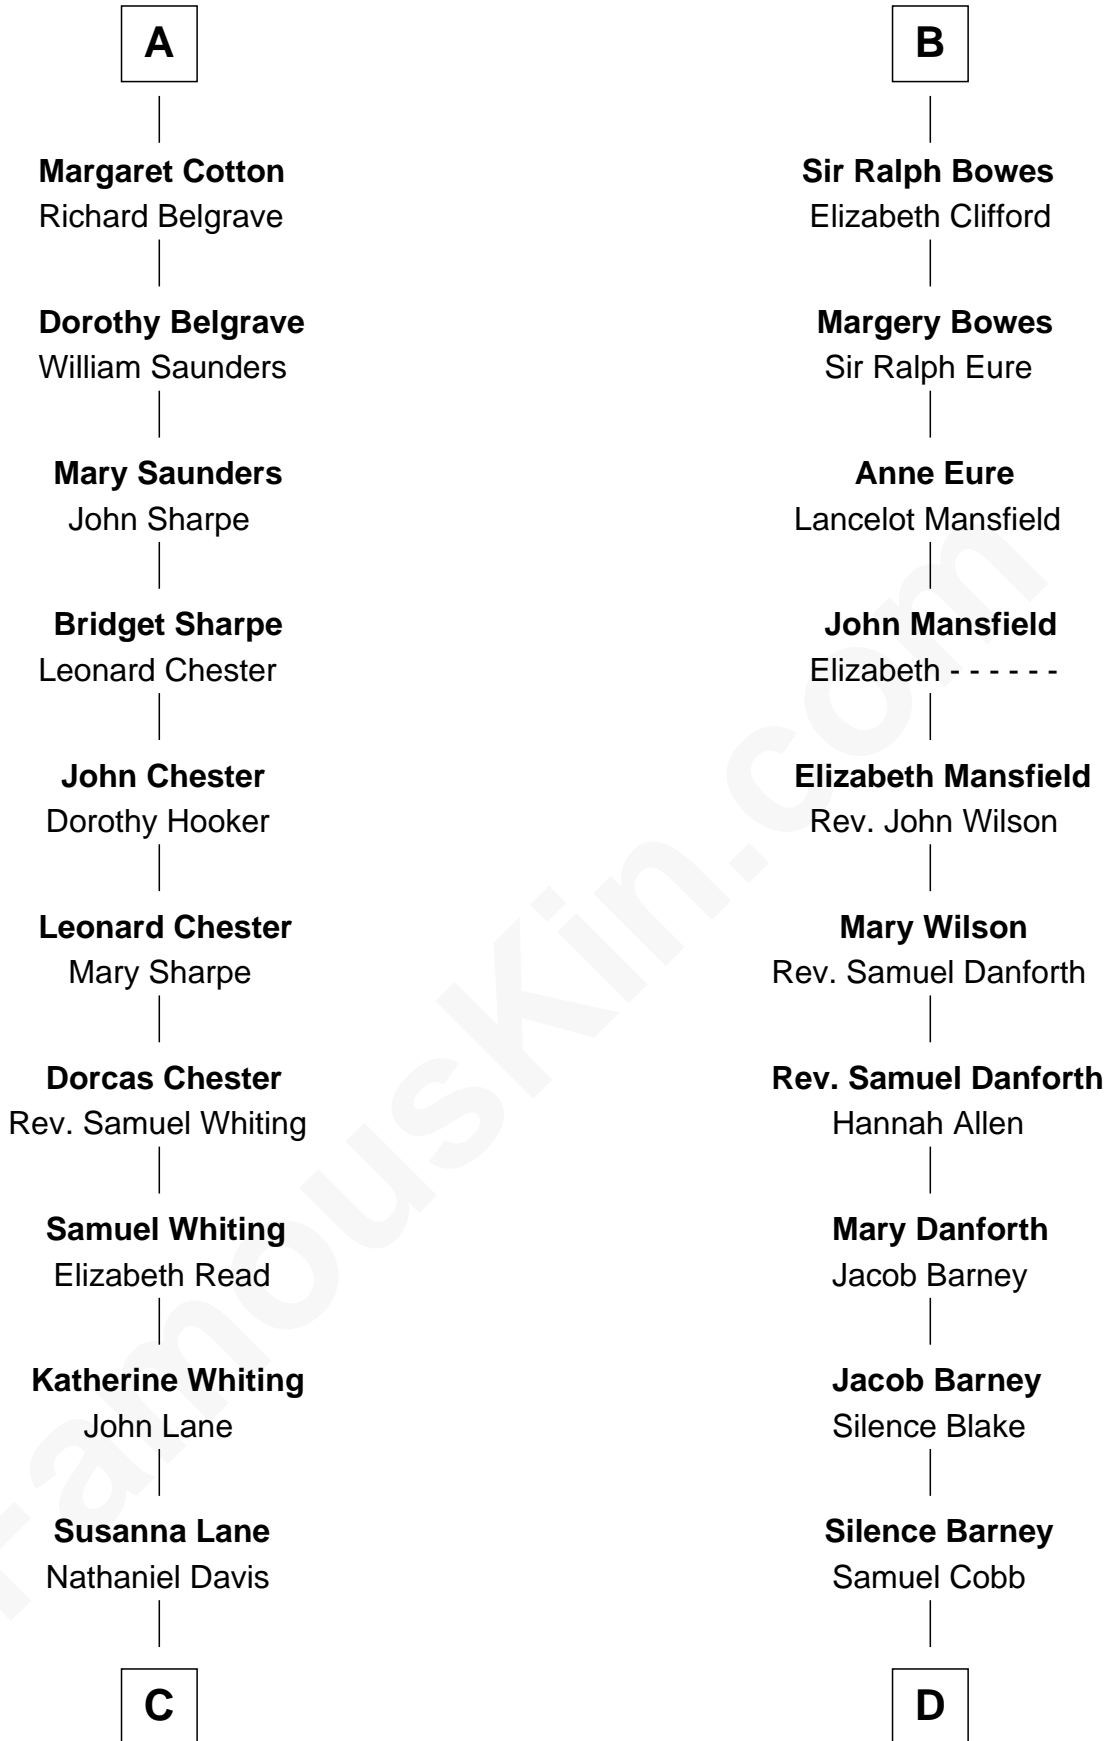 A
Margaret Cotton
Richard Belgrave
Dorothy Belgrave
William Saunders
Mary Saunders
John Sharpe
Bridget Sharpe
Leonard Chester
John Chester
Dorothy Hooker
Leonard Chester
Mary Sharpe
Dorcas Chester
Rev. Samuel Whiting
Samuel Whiting
Elizabeth Read
Katherine Whiting
John Lane
Susanna Lane
Nathaniel Davis
C
B
Sir Ralph Bowes
Elizabeth Clifford
Margery Bowes
Sir Ralph Eure
Anne Eure
Lancelot Mansfield
John Mansfield
Elizabeth - - - - - -
Elizabeth Mansfield
Rev. John Wilson
Mary Wilson
Rev. Samuel Danforth
Rev. Samuel Danforth
Hannah Allen
Mary Danforth
Jacob Barney
Jacob Barney
Silence Blake
Silence Barney
Samuel Cobb
D
FamousKin.com